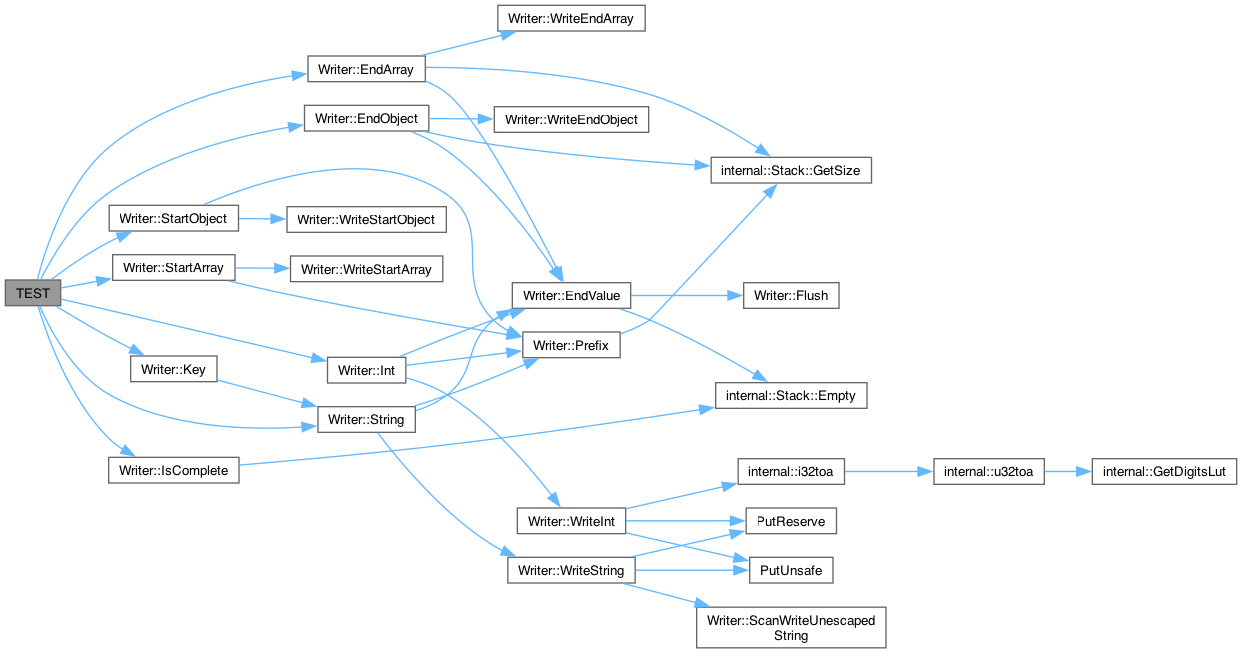 Writer::WriteEndArray
Writer::EndArray
Writer::EndObject
Writer::WriteEndObject
internal::Stack::GetSize
Writer::StartObject
Writer::WriteStartObject
Writer::StartArray
Writer::WriteStartArray
TEST
Writer::EndValue
Writer::Flush
Writer::Prefix
Writer::Key
Writer::Int
internal::Stack::Empty
Writer::String
Writer::IsComplete
internal::i32toa
internal::u32toa
internal::GetDigitsLut
Writer::WriteInt
PutReserve
Writer::WriteString
PutUnsafe
Writer::ScanWriteUnescaped
String